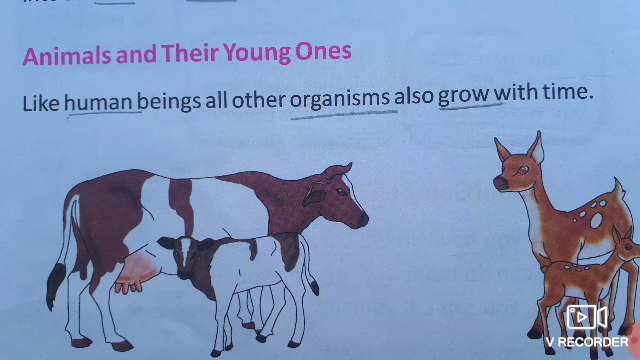 Animals and Their Young Ones
Like human beings all other organisms also grow with time.
V RECORDER